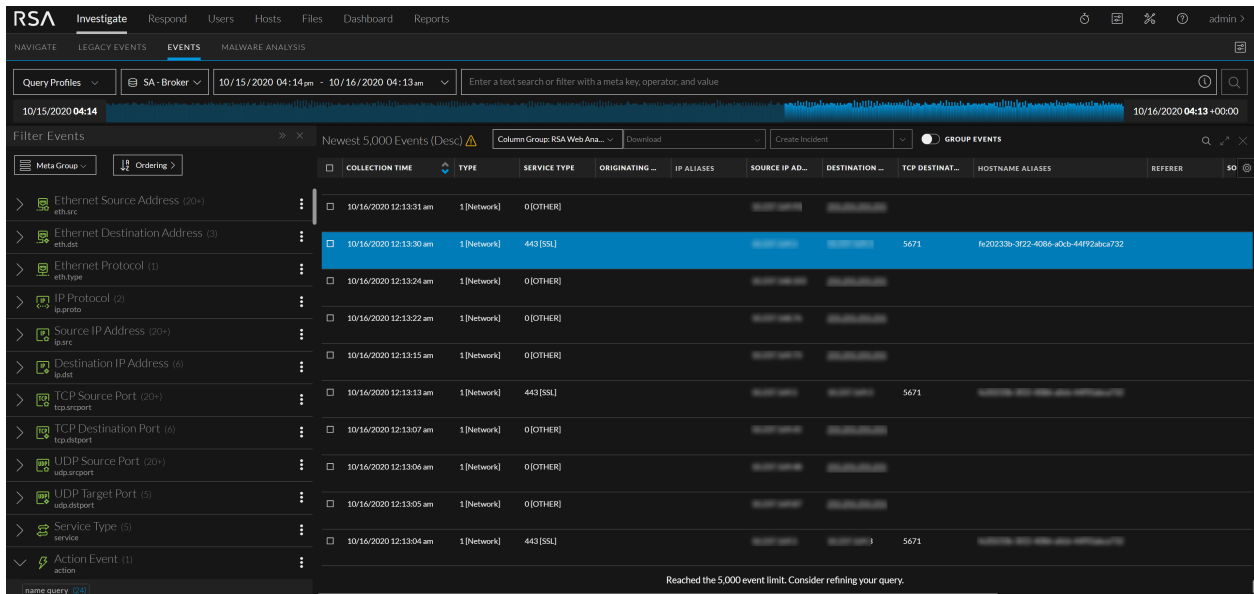 RSA Investigate Respond Users Hosts Files Dashboard Reports admin >
NAVIGATE LEGACY EVENTS EVENTS MALWARE ANALYSIS
Query Profiles SA - Broker 10/15/2020 04:14 pm - 10/16/2020 04:13 am Enter a text search or filter with a meta key, operator, and value
10/15/2020 04:14 10/16/2020 04:13 +00:00
Filter Events
Newest 5,000 Events (Desc) Column Group: RSA Web Ana... Download Create Incident GROUP EVENTS
Meta Group Ordering >
COLLECTION TIME TYPE SERVICE TYPE ORIGINATING ... IP ALIASES SOURCE IP AD... DESTINATION ... TCP DESTINAT... HOSTNAME ALIASES REFERER SO
Ethernet Source Address (20+)
eth.src
Ethernet Destination Address (3)
eth.dst
Ethernet Protocol (1)
eth.type
IP Protocol (2)
ip.proto
Source IP Address (20+)
ip.src
Destination IP Address (6)
ip.dst
TCP Source Port (20+)
tcp.srcport
TCP Destination Port (6)
tcp.dstport
UDP Source Port (20+)
udp.srcport
UDP Target Port (5)
udp.dstport
Service Type (5)
service
Action Event (1)
action
name query (24)
10/16/2020 12:13:31 am 1 [Network] 0 [OTHER]
10/16/2020 12:13:30 am 1 [Network] 443 [SSL] 5671 fe20233b-3f22-4086-a0cb-44f92abca732
10/16/2020 12:13:24 am 1 [Network] 0 [OTHER]
10/16/2020 12:13:22 am 1 [Network] 0 [OTHER]
10/16/2020 12:13:15 am 1 [Network] 0 [OTHER]
10/16/2020 12:13:13 am 1 [Network] 443 [SSL] 5671
10/16/2020 12:13:07 am 1 [Network] 0 [OTHER]
10/16/2020 12:13:06 am 1 [Network] 0 [OTHER]
10/16/2020 12:13:05 am 1 [Network] 0 [OTHER]
10/16/2020 12:13:04 am 1 [Network] 443 [SSL] 5671
Reached the 5,000 event limit. Consider refining your query.